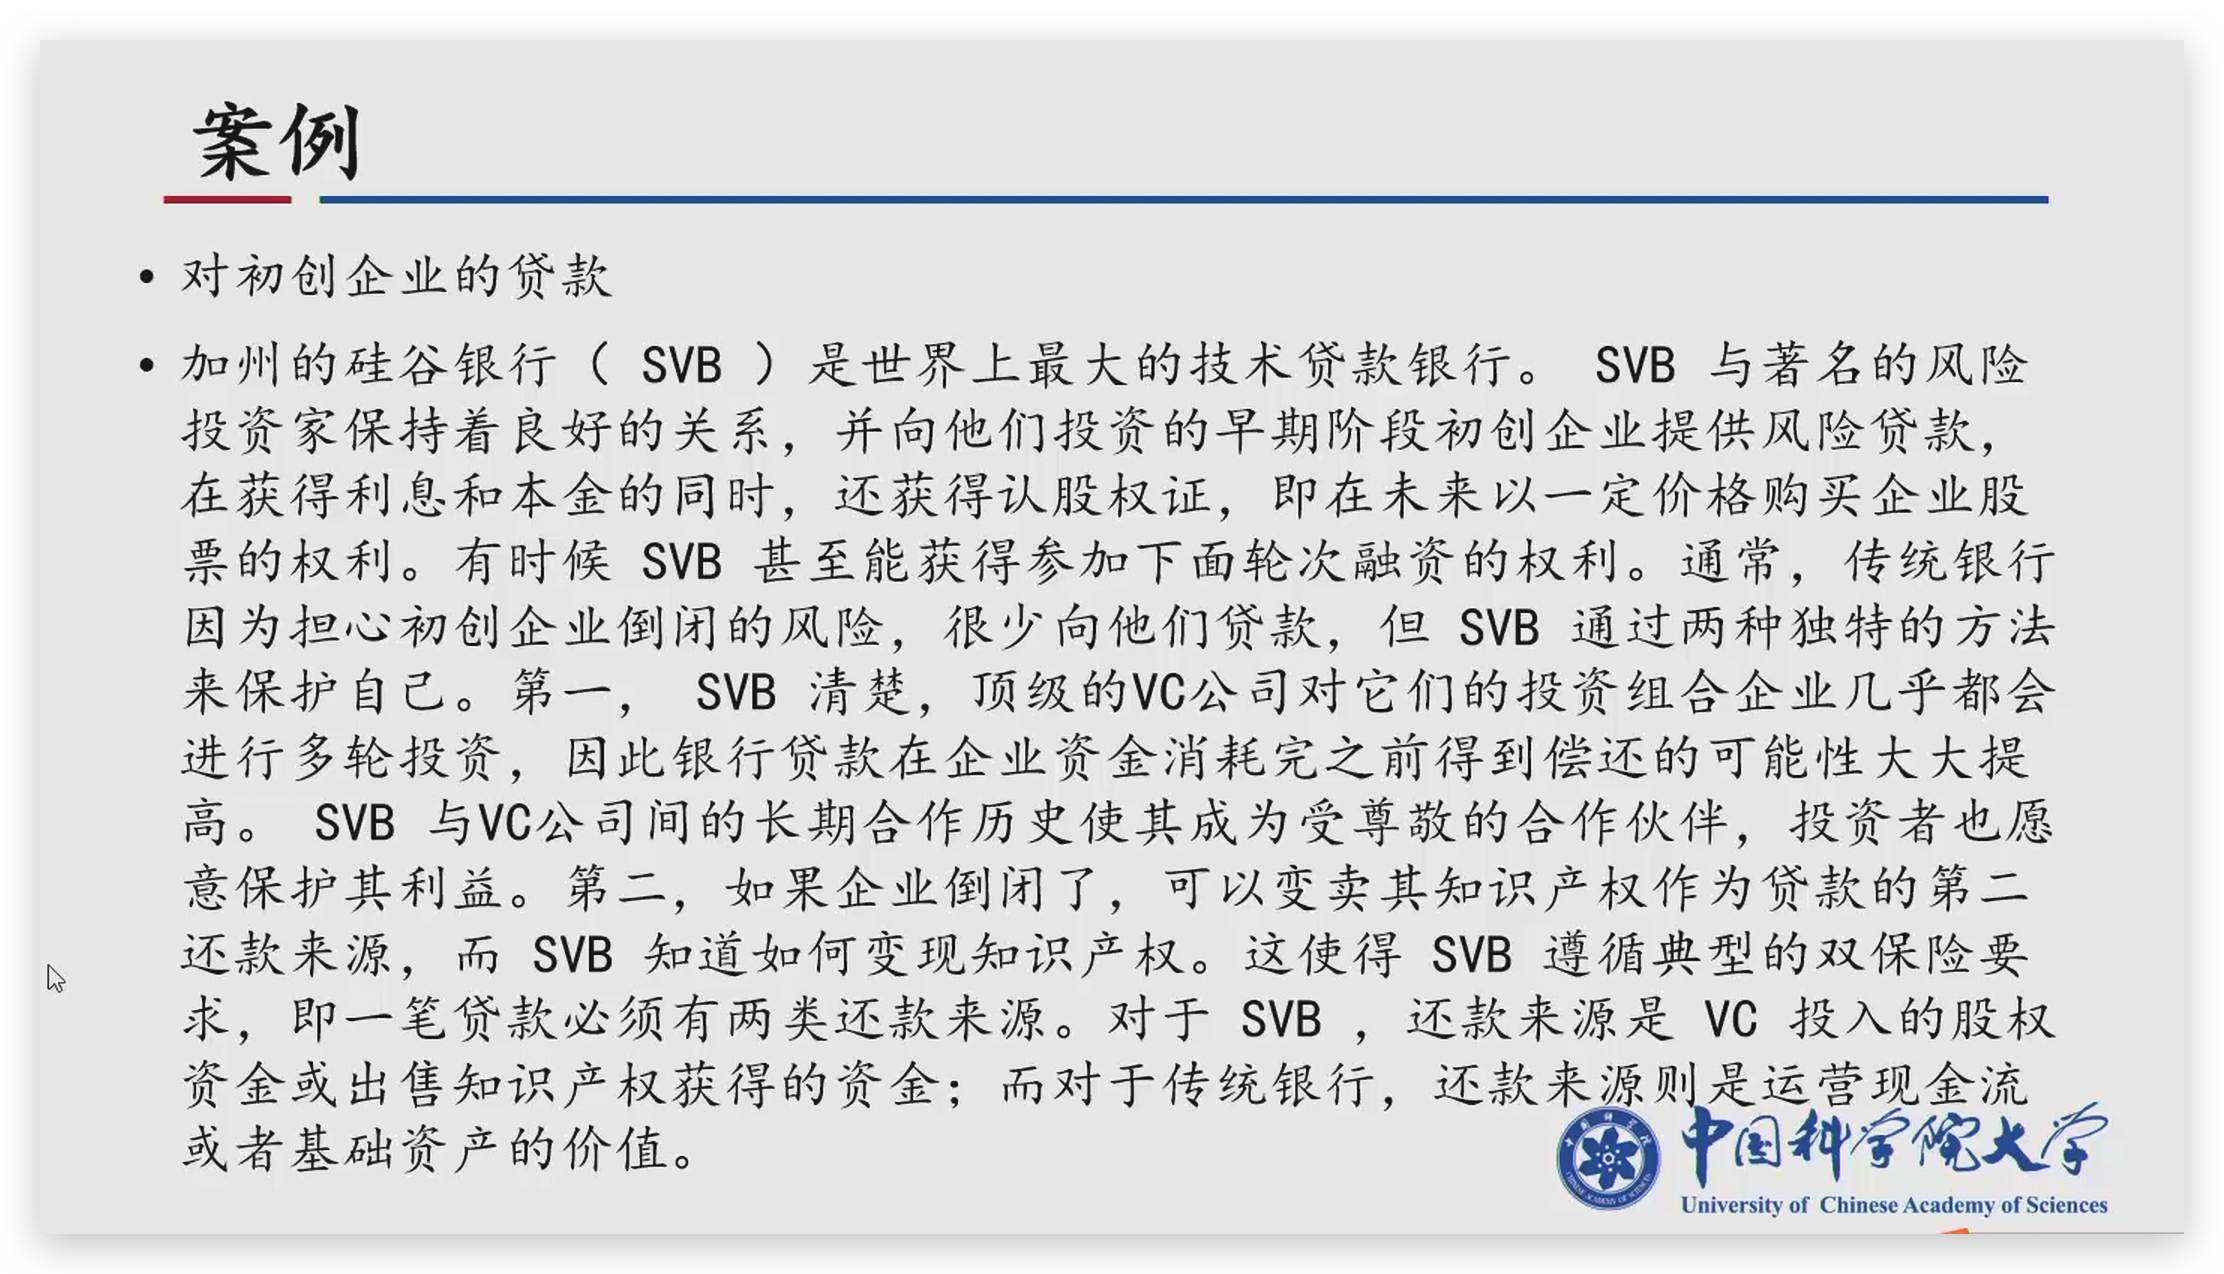 案例
• 对初创企业的贷款
• 加州的硅谷银行（ SVB ）是世界上最大的技术贷款银行。 SVB 与著名的风险
投资家保持着良好的关系，并向他们投资的早期阶段初创企业提供风险贷款，
在获得利息和本金的同时，还获得认股权证，即在未来以一定价格购买企业股
票的权利。有时候 SVB 甚至能获得参加下面轮次融资的权利。通常，传统银行
因为担心初创企业倒闭的风险，很少向他们贷款，但 SVB 通过两种独特的方法
来保护自己。第一， SVB 清楚，顶级的VC公司对它们的投资组合企业几乎都会
进行多轮投资，因此银行贷款在企业资金消耗完之前得到偿还的可能性大大提
高。 SVB 与VC公司间的长期合作历史使其成为受尊敬的合作伙伴，投资者也愿
意保护其利益。第二，如果企业倒闭了，可以变卖其知识产权作为贷款的第二
还款来源，而 SVB 知道如何变现知识产权。这使得 SVB 遵循典型的双保险要
求，即一笔贷款必须有两类还款来源。对于 SVB ，还款来源是 VC 投入的股权
资金或出售知识产权获得的资金；而对于传统银行，还款来源则是运营现金流
或者基础资产的价值。
中国科学院大学
University of Chinese Academy of Sciences